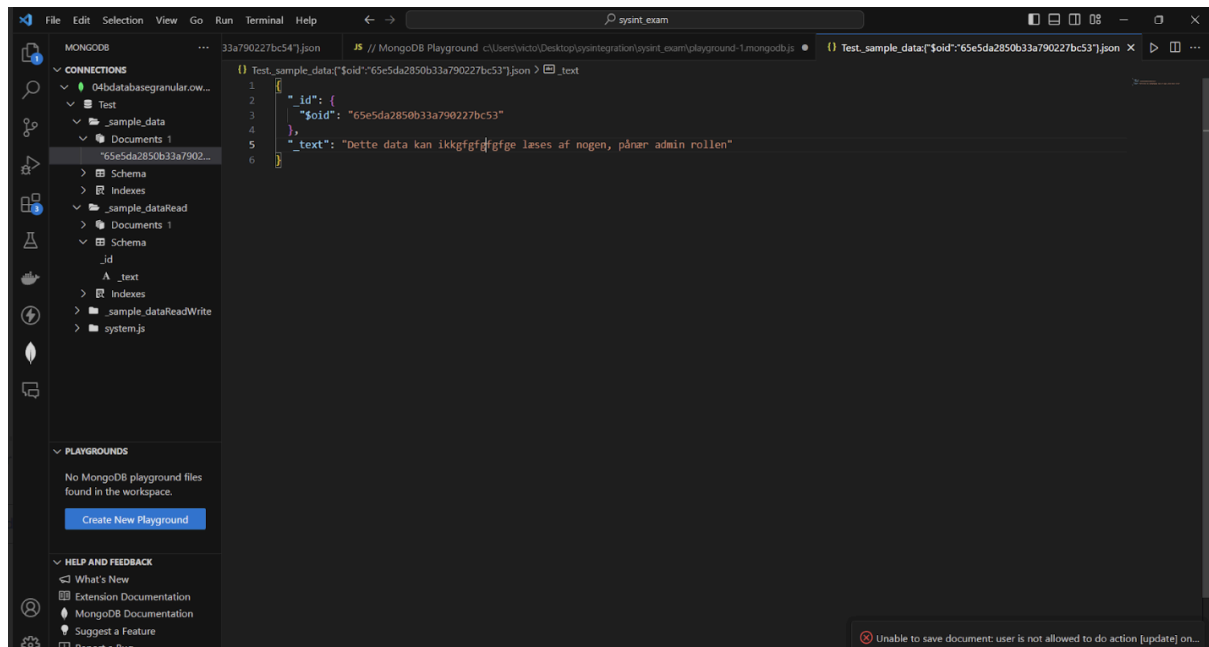 File Edit Selection View Go Run Terminal Help
sysint_exam
MONGODB
33a790227bc54"}.json
JS // MongoDB Playground c:\Users\victo\Desktop\sysintegration\sysint_exam\playground-1.mongodb.js
{} Test._sample_data:{"$oid":"65e5da2850b33a790227bc53"}.json
{} Test._sample_data:{"$oid":"65e5da2850b33a790227bc53"}.json > _text
CONNECTIONS
04bdatabasegranular.ow...
Test
_sample_data
Documents 1
"65e5da2850b33a7902...
Schema
Indexes
_sample_dataRead
Documents 1
Schema
_id
A _text
Indexes
_sample_dataReadWrite
system.js
1 {
2 "_id": {
3 "$oid": "65e5da2850b33a790227bc53"
4 },
5 "_text": "Dette data kan ikkgfgfgfgfge læses af nogen, pånær admin rollen"
6 }
PLAYGROUNDS
No MongoDB playground files
found in the workspace.
Create New Playground
HELP AND FEEDBACK
What's New
Extension Documentation
MongoDB Documentation
Suggest a Feature
Report a Bug
Unable to save document: user is not allowed to do action [update] on...
1
3